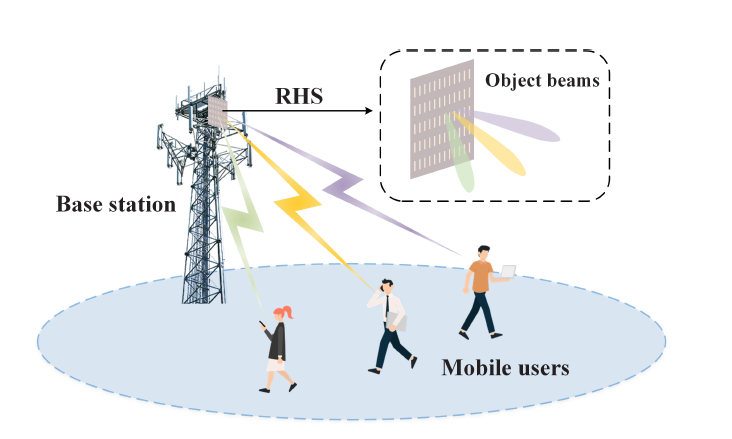 Object beams
RHS
Base station
Mobile users